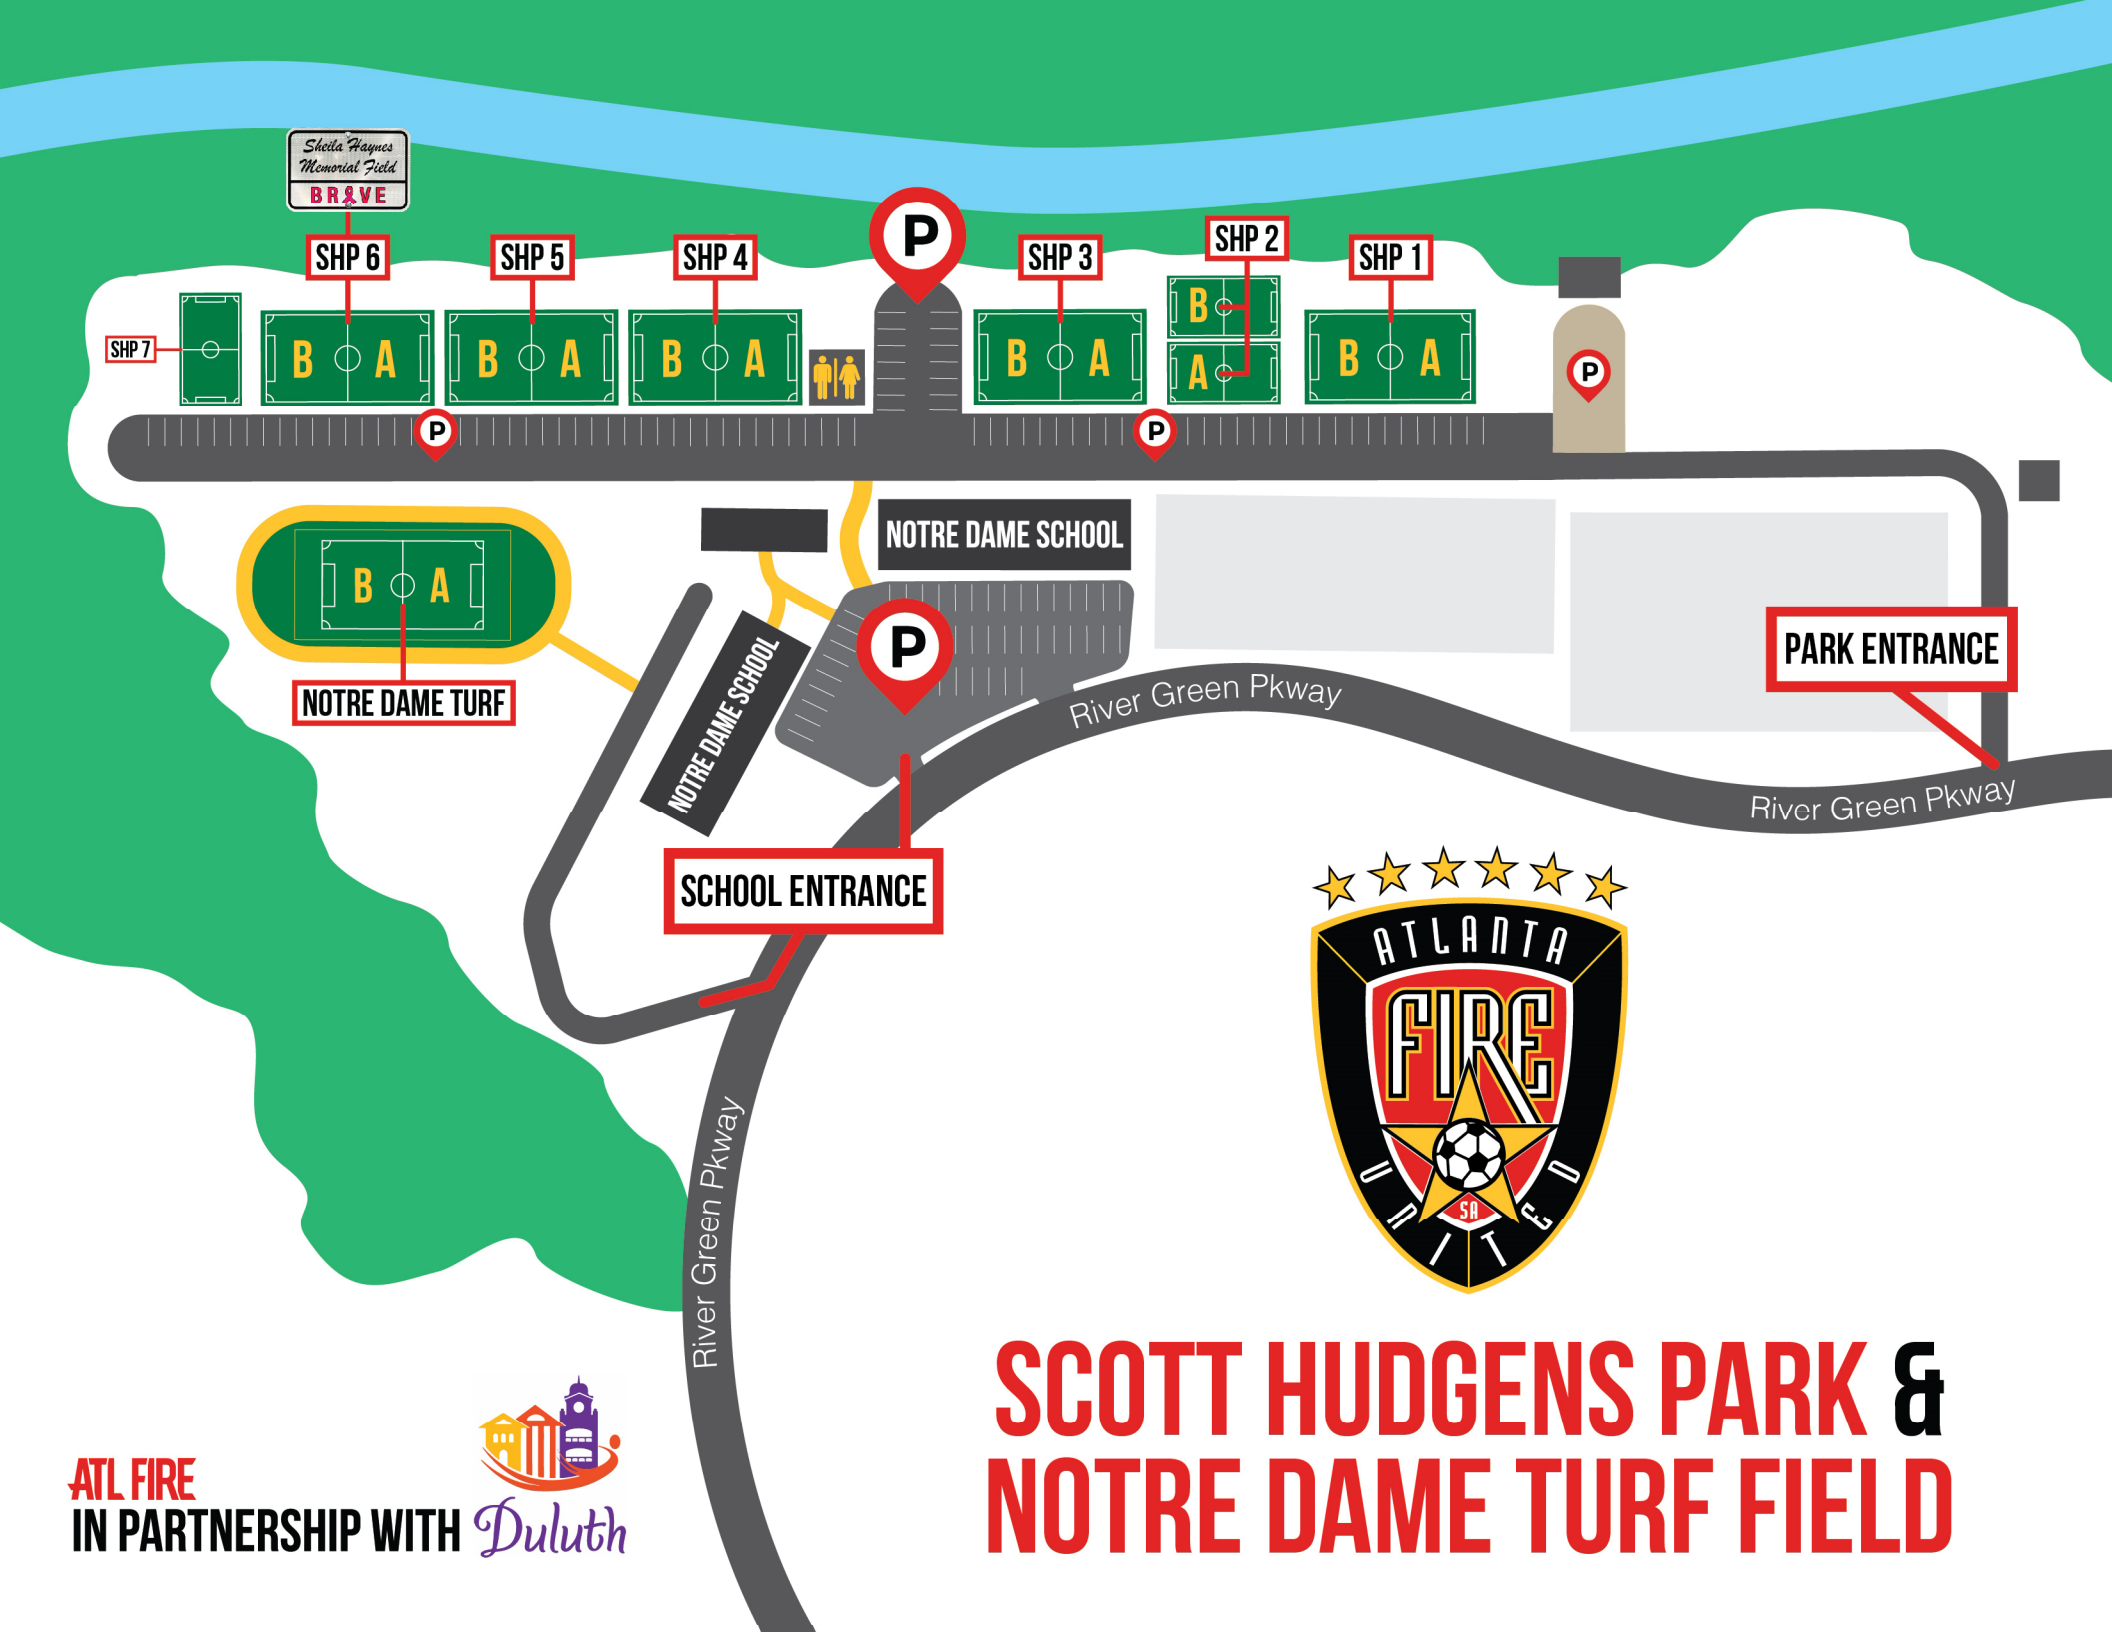 Sheila Haynes
Memorial Field
BRAVE
SHP 6
SHP 5
SHP 4
P
SHP 3
SHP 2
SHP 1
SHP 7
B A
B A
B A
B A
B
A
B A
P
P
P
NOTRE DAME SCHOOL
B A
NOTRE DAME TURF
NOTRE DAME SCHOOL
P
River Green Pkway
PARK ENTRANCE
River Green Pkway
SCHOOL ENTRANCE
River Green Pkway
ATLANTA
FIRE
UNITED
SA
SCOTT HUDGENS PARK &
NOTRE DAME TURF FIELD
ATL FIRE
IN PARTNERSHIP WITH Duluth